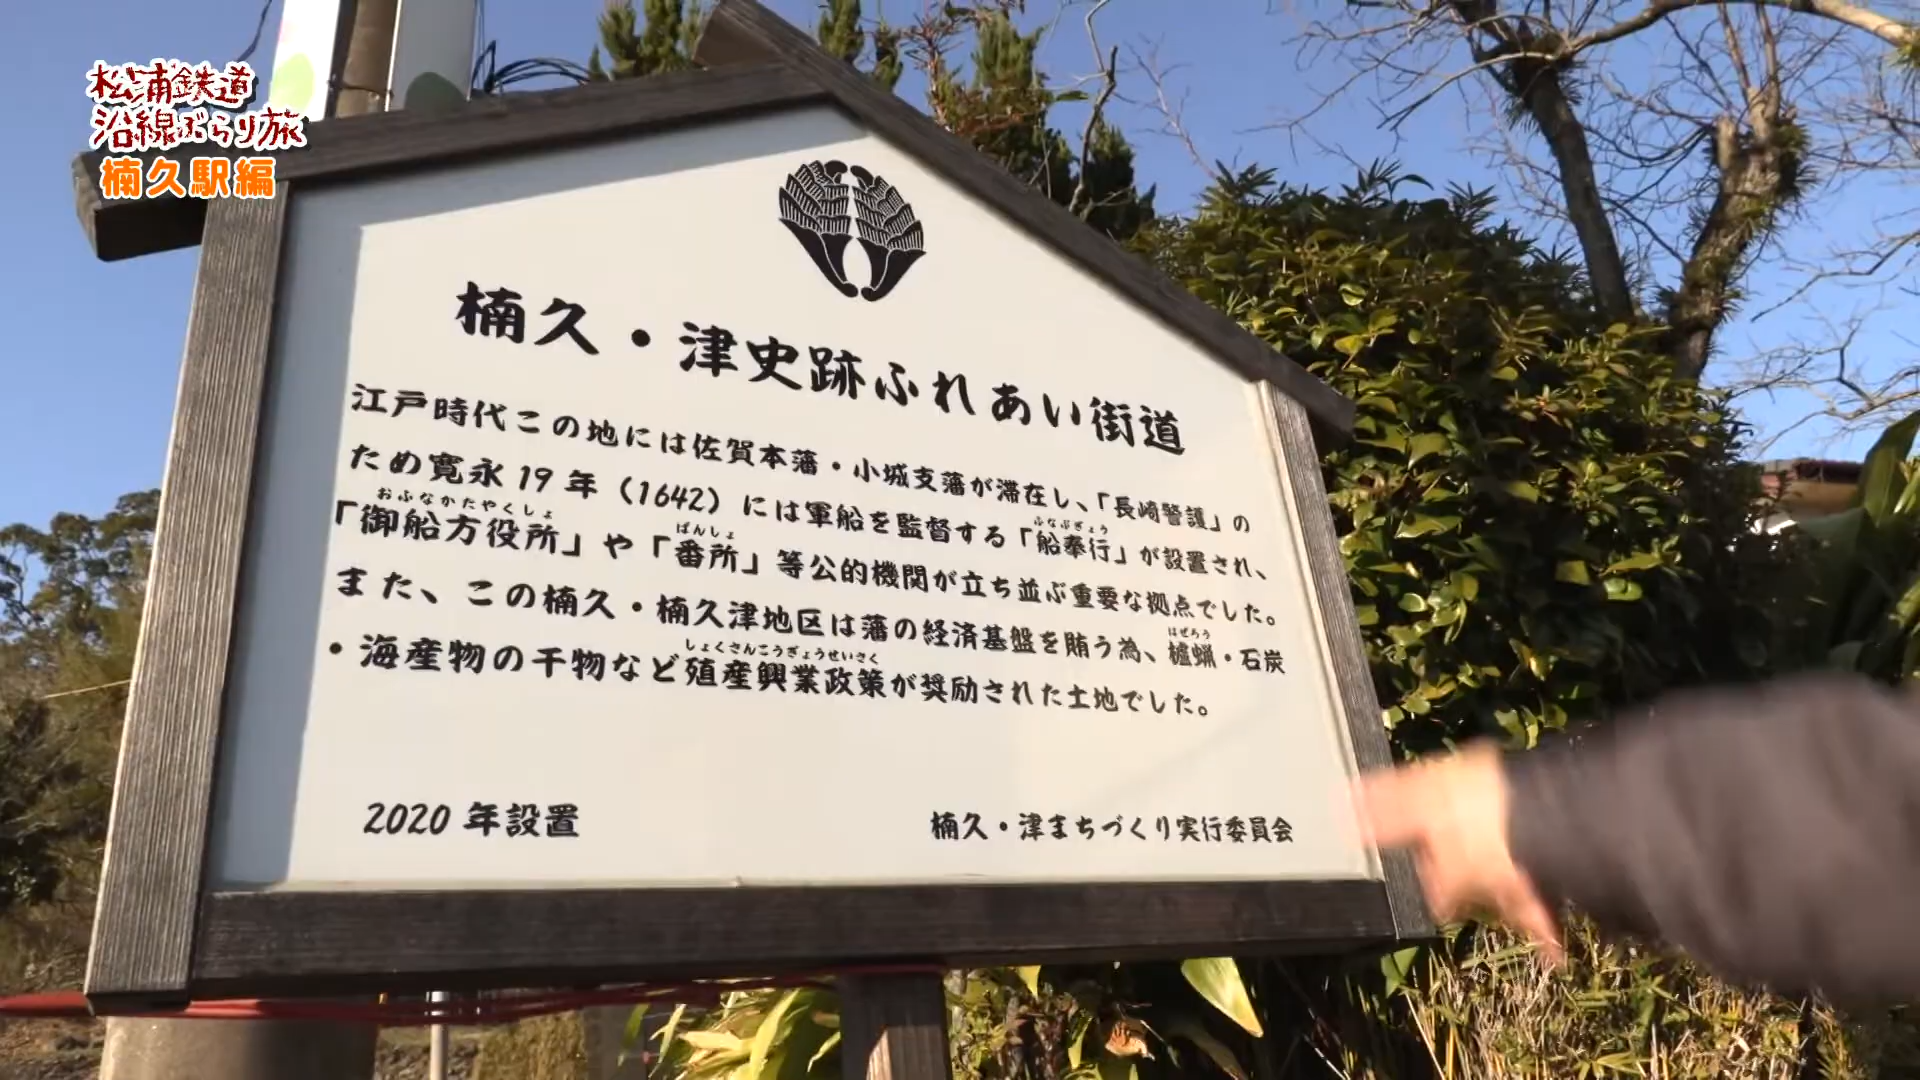 松浦鉄道
沿線ぶらり旅
楠久駅編
楠久・津史跡ふれあい街道
江戸時代この地には佐賀本藩・小城支藩が滞在し、「長崎警護」の
ため寛永19年（1642）には軍船を監督する「船奉行」が設置され、
ふなぶぎょう
おふなかたやくしょ
ばんしょ
「御船方役所」や「番所」等公的機関が立ち並ぶ重要な拠点でした。
また、この楠久・楠久津地区は藩の経済基盤を賄う為、櫨蝋・石炭
はぜろう
しょくさんこうぎょうせいさく
・海産物の干物など殖産興業政策が奨励された土地でした。
2020年設置
楠久・津まちづくり実行委員会